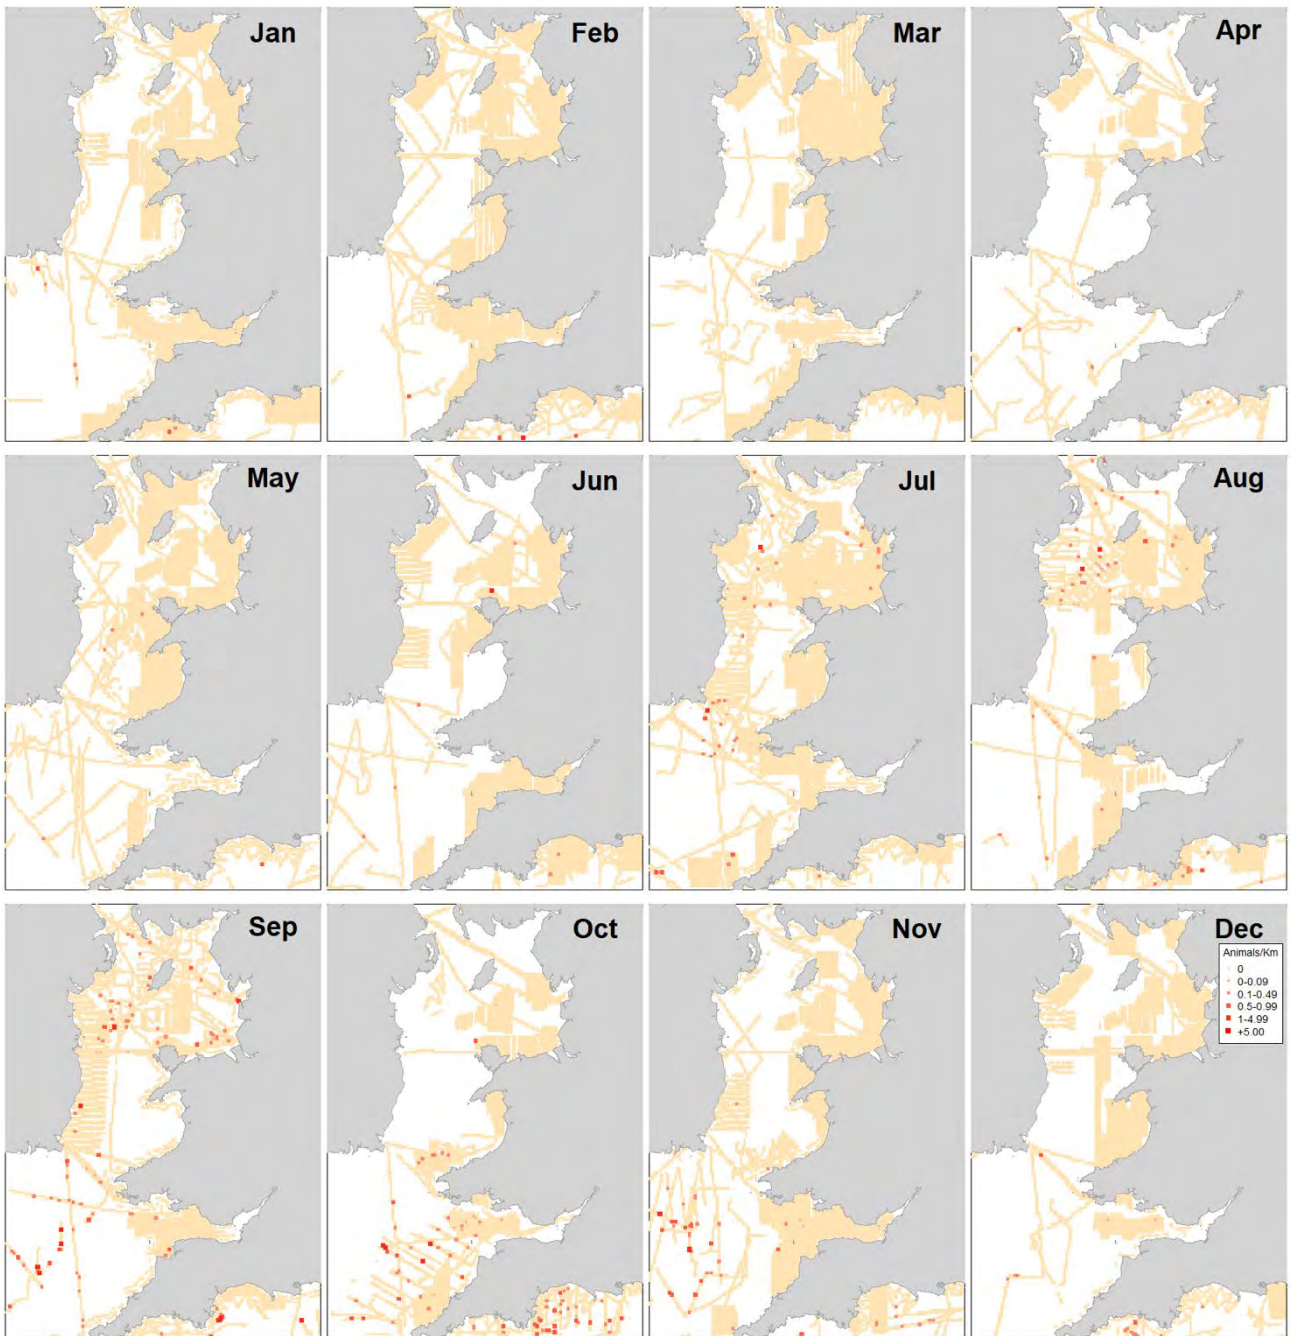 Jan
Feb
Mar
Apr
May
Jun
Jul
Aug
Sep
Oct
Nov
Dec
Animals/Km
0
0-0.09
0.1-0.49
0.5-0.99
1-4.99
+5.00